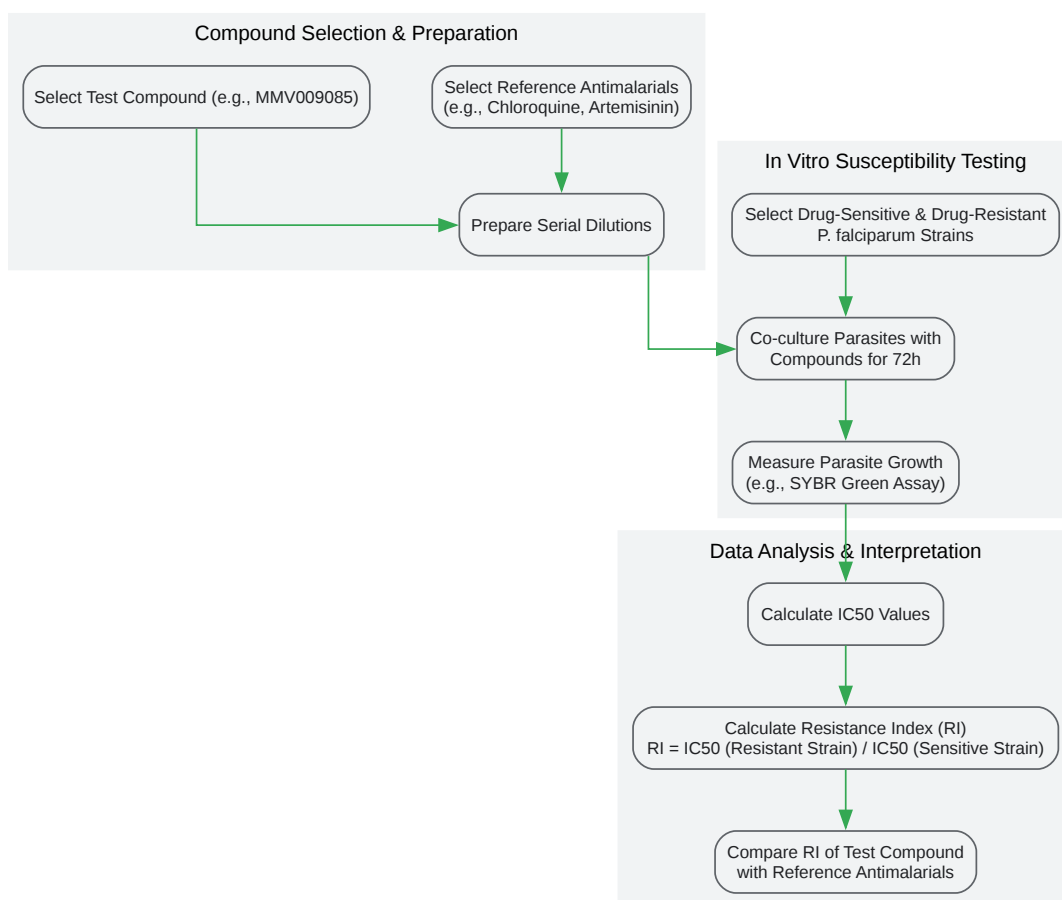 Compound Selection & Preparation
Select Test Compound (e.g., MMV009085)
Select Reference Antimalarials
(e.g., Chloroquine, Artemisinin)
Prepare Serial Dilutions
In Vitro Susceptibility Testing
Select Drug-Sensitive & Drug-Resistant
P. falciparum Strains
Co-culture Parasites with
Compounds for 72h
Measure Parasite Growth
(e.g., SYBR Green Assay)
Data Analysis & Interpretation
Calculate IC50 Values
Calculate Resistance Index (RI)
RI = IC50 (Resistant Strain) / IC50 (Sensitive Strain)
Compare RI of Test Compound
with Reference Antimalarials